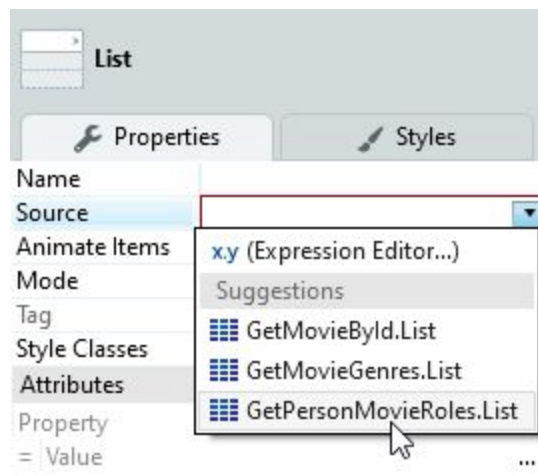 List
Properties
Styles
Name
Source
Animate Items
x.y (Expression Editor...)
Mode
Suggestions
Tag
GetMovieById.List
Style Classes
GetMovieGenres.List
Attributes
GetPersonMovieRoles.List
Property
= Value
...